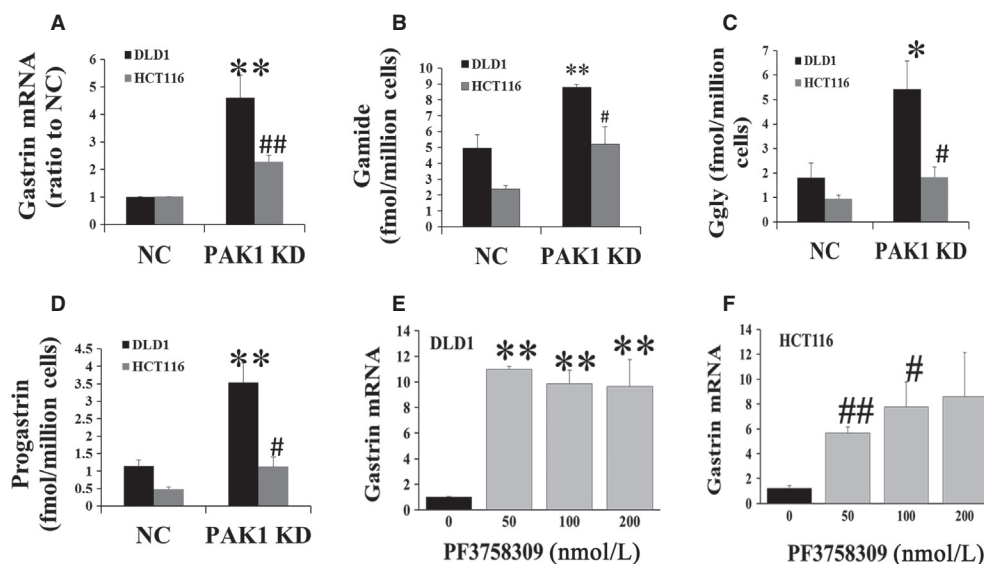 A
Gastrin mRNA
(ratio to NC)
DLD1
HCT116
6
5
4
3
2
1
0
**
##
NC
PAK1 KD
B
Gamide
(fmol/million cells)
DLD1
HCT116
10
9
8
7
6
5
4
3
2
1
0
**
#
NC
PAK1 KD
C
Ggly (fmol/million
cells)
DLD1
HCT116
7
6
5
4
3
2
1
0
*
#
NC
PAK1 KD
D
Progastrin
(fmol/million cells)
DLD1
HCT116
4.5
4
3.5
3
2.5
2
1.5
1
0.5
0
**
#
NC
PAK1 KD
E
Gastrin mRNA
DLD1
14
12
10
8
6
4
2
0
**
**
**
0 50 100 200
PF3758309 (nmol/L)
F
Gastrin mRNA
HCT116
14
12
10
8
6
4
2
0
##
#
0 50 100 200
PF3758309 (nmol/L)